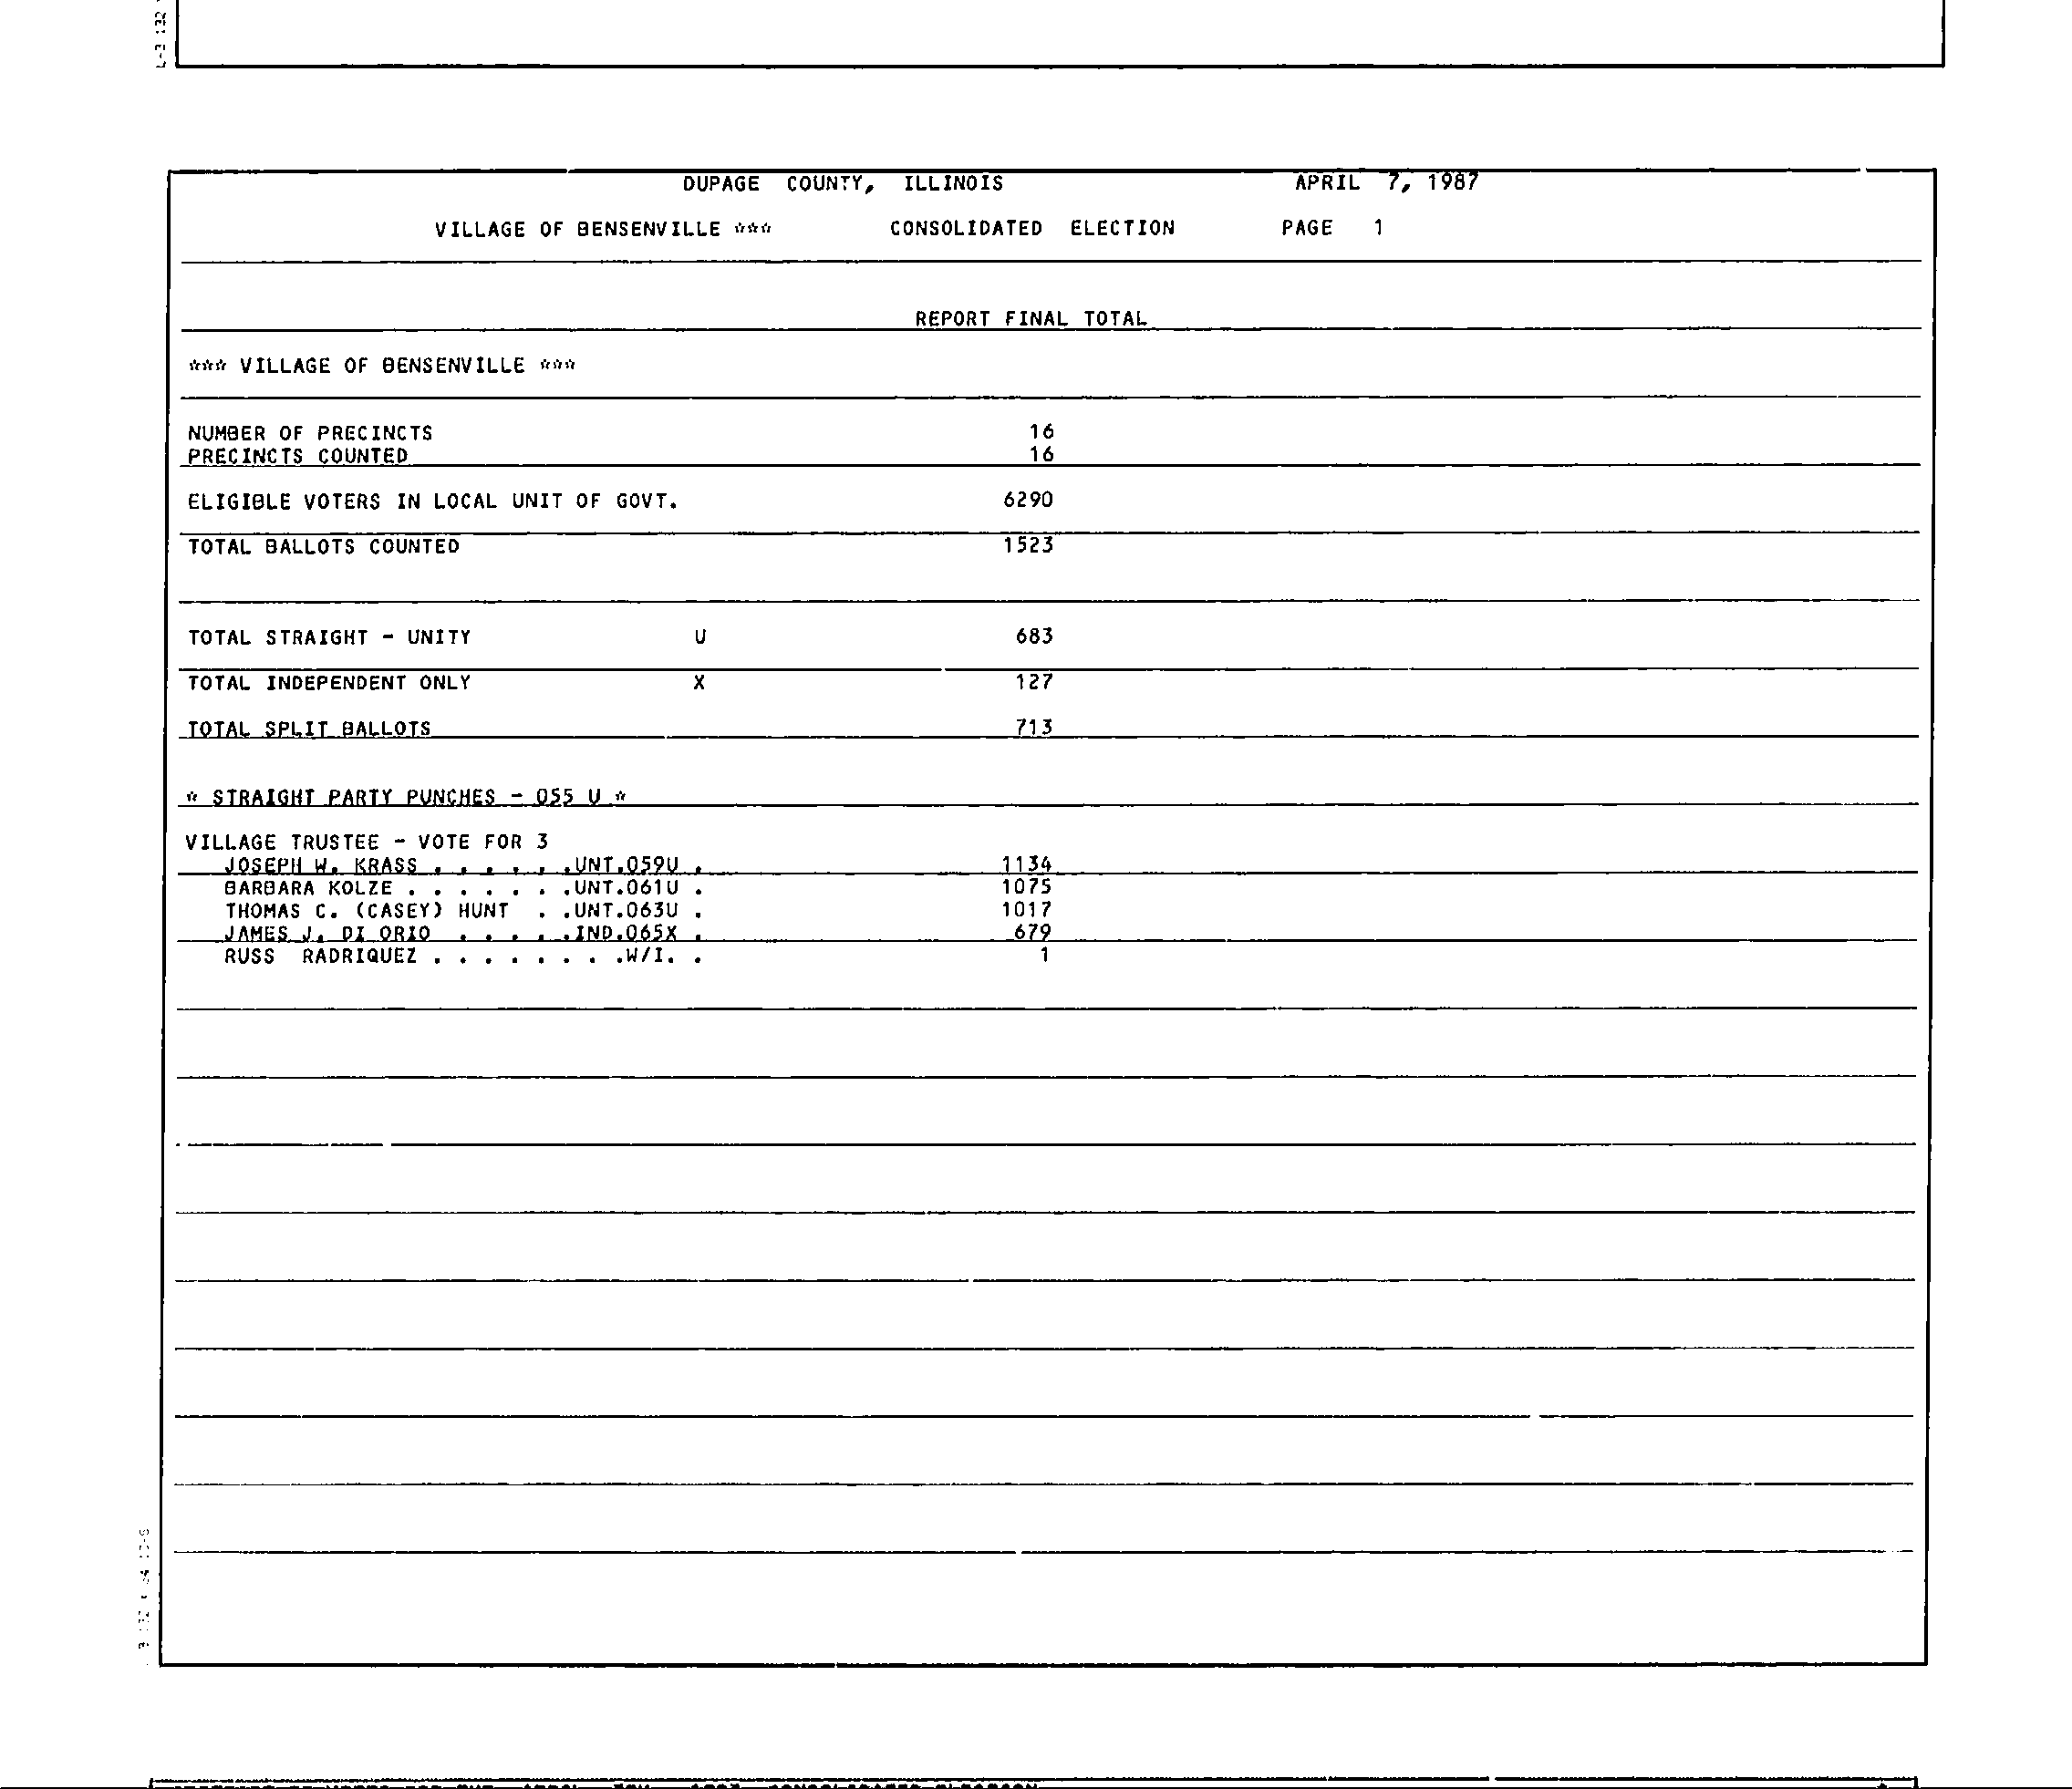 DUPAGE COUNTY, ILLINOIS APRIL 7, 1987
VILLAGE OF BENSENVILLE *** CONSOLIDATED ELECTION PAGE 1
REPORT FINAL TOTAL
*** VILLAGE OF BENSENVILLE ***
NUMBER OF PRECINCTS 16
PRECINCTS COUNTED 16
ELIGIBLE VOTERS IN LOCAL UNIT OF GOVT. 6290
TOTAL BALLOTS COUNTED 1523
TOTAL STRAIGHT - UNITY U 683
TOTAL INDEPENDENT ONLY X 127
TOTAL SPLIT BALLOTS 713
* STRAIGHT PARTY PUNCHES - 055 U *
VILLAGE TRUSTEE - VOTE FOR 3
JOSEPH W. KRASS . . . . . .UNT.059U . 1134
BARBARA KOLZE . . . . . . .UNT.061U . 1075
THOMAS C. (CASEY) HUNT . .UNT.063U . 1017
JAMES J. DI ORIO . . . . .IND.065X . 679
RUSS RADRIQUEZ . . . . . . . .W/I. . 1